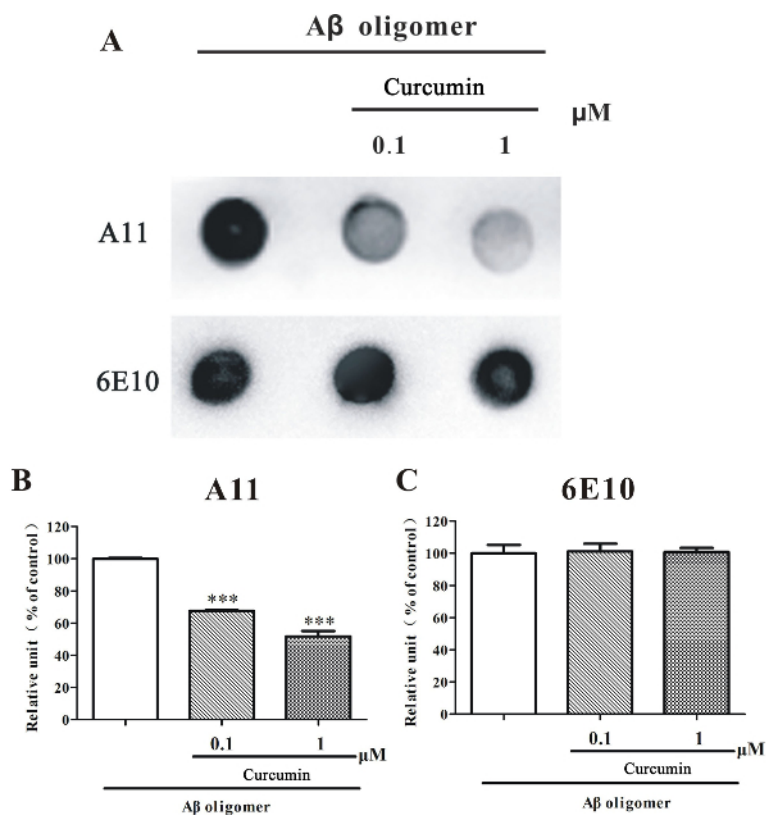 A
Aβ oligomer
Curcumin
μM
0.1 1
A11
6E10
B
A11
Relative unit ( % of control)
120
100
80
60
40
20
0
***
***
0.1 1
μM
Curcumin
Aβ oligomer
C
6E10
Relative unit ( % of control)
120
100
80
60
40
20
0
0.1 1
μM
Curcumin
Aβ oligomer